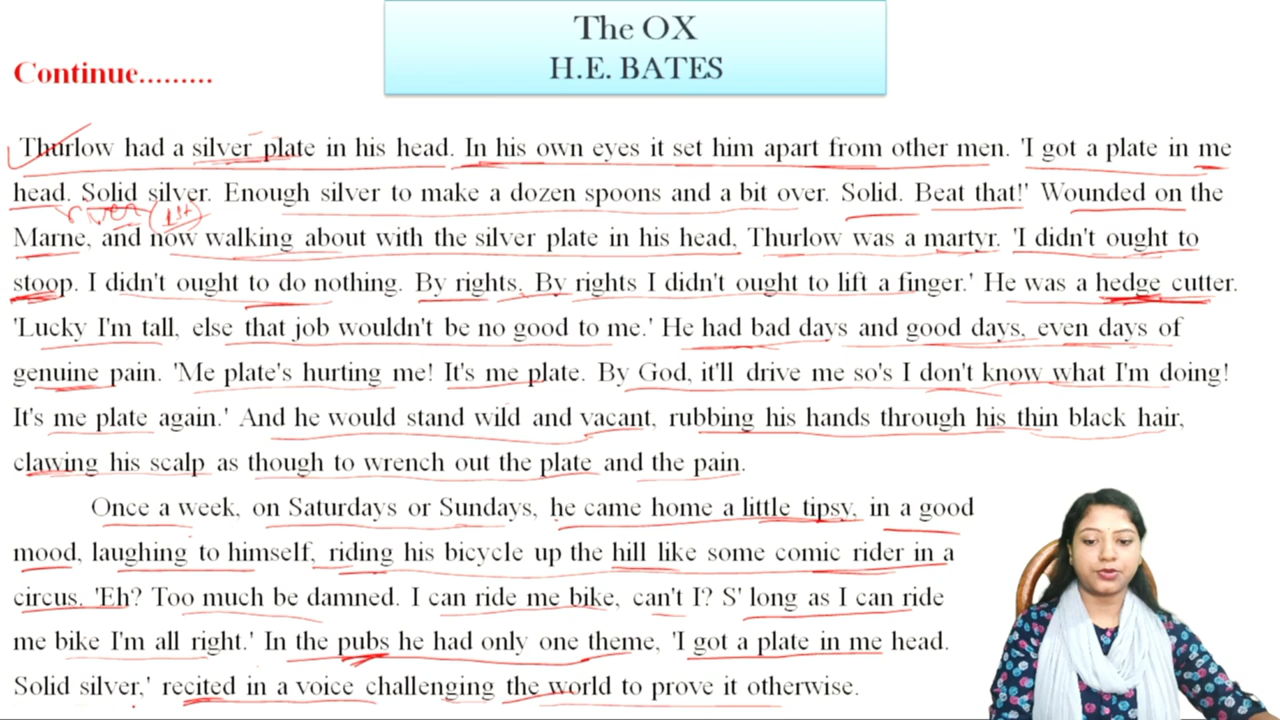 The OX
H.E. BATES
Continue.........
Thurlow had a silver plate in his head. In his own eyes it set him apart from other men. 'I got a plate in me
head. Solid silver. Enough silver to make a dozen spoons and a bit over. Solid. Beat that!' Wounded on the
river (1st)
Marne, and now walking about with the silver plate in his head, Thurlow was a martyr. 'I didn't ought to
stoop. I didn't ought to do nothing. By rights. By rights I didn't ought to lift a finger.' He was a hedge cutter.
'Lucky I'm tall, else that job wouldn't be no good to me.' He had bad days and good days, even days of
genuine pain. 'Me plate's hurting me! It's me plate. By God, it'll drive me so's I don't know what I'm doing!
It's me plate again.' And he would stand wild and vacant, rubbing his hands through his thin black hair,
clawing his scalp as though to wrench out the plate and the pain.
Once a week, on Saturdays or Sundays, he came home a little tipsy, in a good
mood, laughing to himself, riding his bicycle up the hill like some comic rider in a
circus. 'Eh? Too much be damned. I can ride me bike, can't I? S' long as I can ride
me bike I'm all right.' In the pubs he had only one theme, 'I got a plate in me head.
Solid silver,' recited in a voice challenging the world to prove it otherwise.